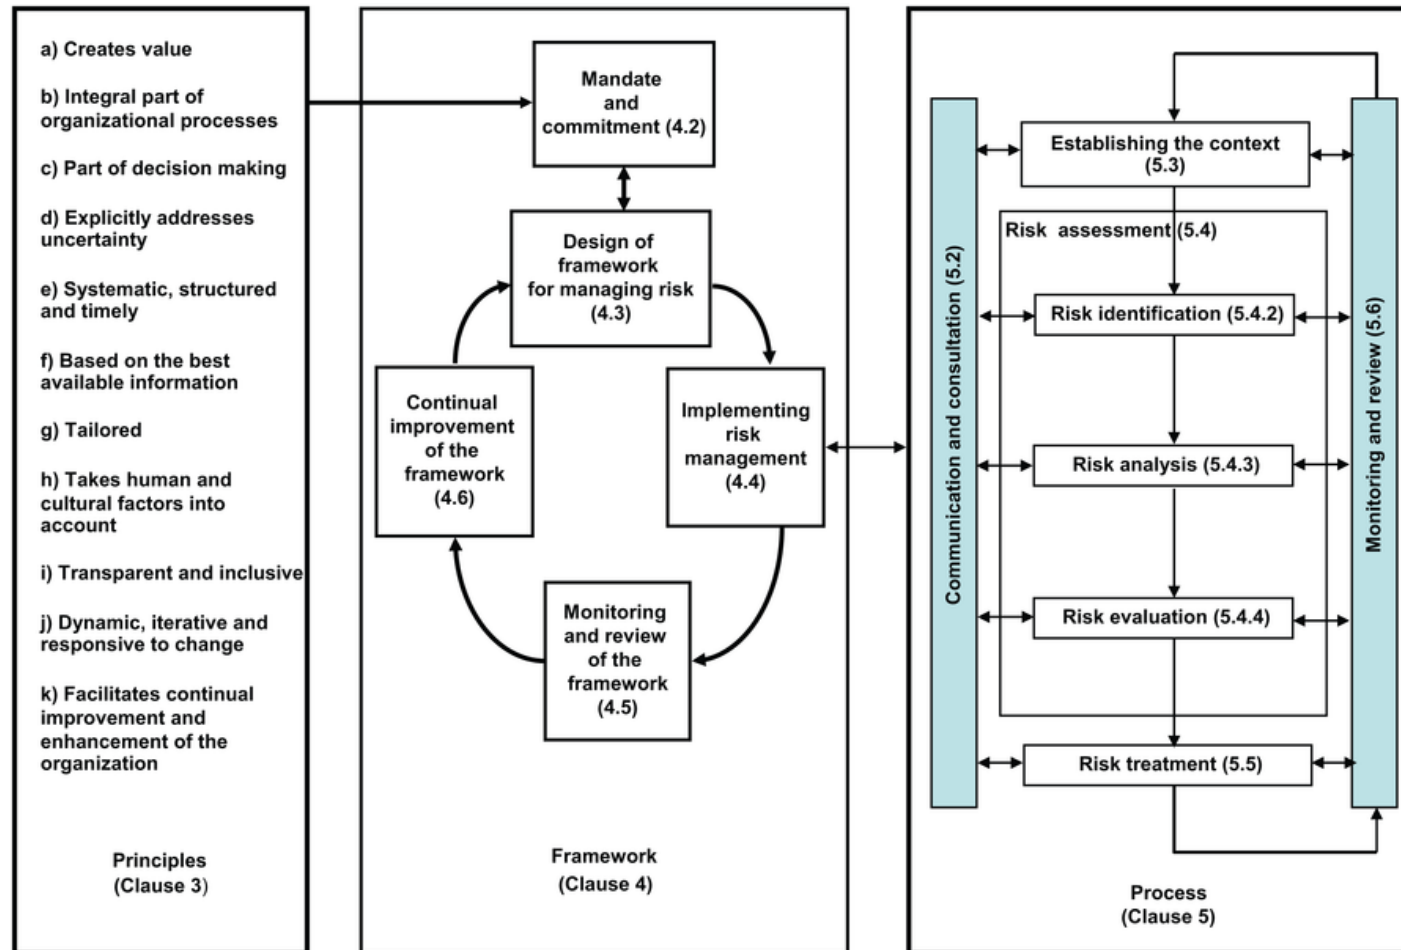 a) Creates value
b) Integral part of
organizational processes
c) Part of decision making
d) Explicitly addresses
uncertainty
e) Systematic, structured
and timely
f) Based on the best
available information
g) Tailored
h) Takes human and
cultural factors into
account
i) Transparent and inclusive
j) Dynamic, iterative and
responsive to change
k) Facilitates continual
improvement and
enhancement of the
organization
Principles
(Clause 3)
Mandate
and
commitment (4.2)
Design of
framework
for managing risk
(4.3)
Implementing
risk
management
(4.4)
Monitoring
and review
of the
framework
(4.5)
Continual
improvement
of the
framework
(4.6)
Framework
(Clause 4)
Communication and consultation (5.2)
Establishing the context
(5.3)
Risk assessment (5.4)
Risk identification (5.4.2)
Risk analysis (5.4.3)
Risk evaluation (5.4.4)
Risk treatment (5.5)
Monitoring and review (5.6)
Process
(Clause 5)